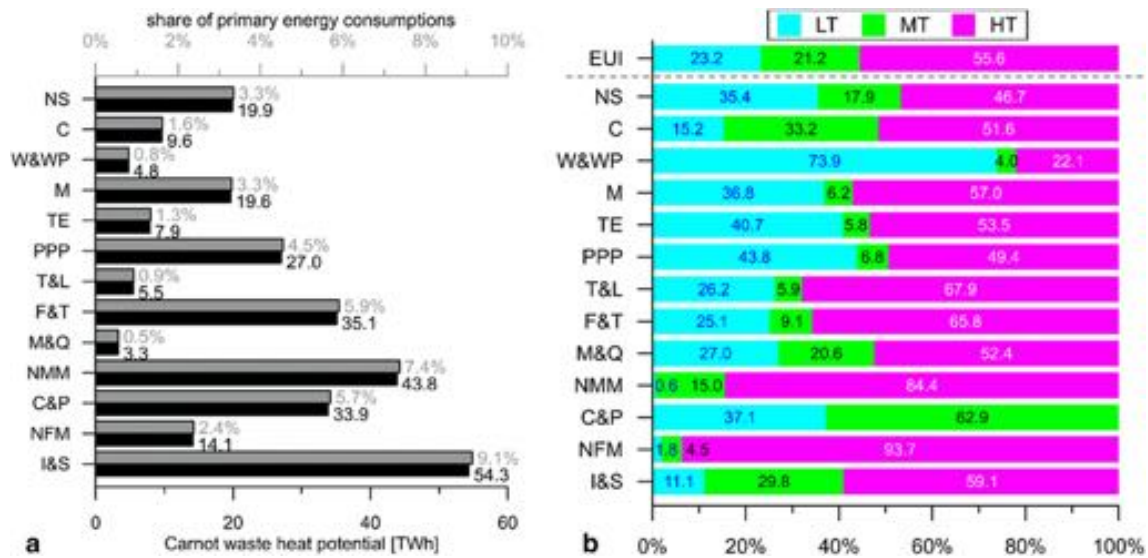 share of primary energy consumptions
0% 2% 4% 6% 8% 10%
NS 3.3% 19.9
C 1.6% 9.6
W&WP 0.8% 4.8
M 3.3% 19.6
TE 1.3% 7.9
PPP 4.5% 27.0
T&L 0.9% 5.5
F&T 5.9% 35.1
M&Q 0.5% 3.3
NMM 7.4% 43.8
C&P 5.7% 33.9
NFM 2.4% 14.1
I&S 9.1% 54.3
0 20 40 60
a Carnot waste heat potential [TWh]
LT MT HT
EUI 23.2 21.2 55.6
NS 35.4 17.9 46.7
C 15.2 33.2 51.6
W&WP 73.9 4.0 22.1
M 36.8 6.2 57.0
TE 40.7 5.8 53.5
PPP 43.8 6.8 49.4
T&L 26.2 5.9 67.9
F&T 25.1 9.1 65.8
M&Q 27.0 20.6 52.4
NMM 0.6 15.0 84.4
C&P 37.1 62.9
NFM 1.8 4.5 93.7
I&S 11.1 29.8 59.1
b 0% 20% 40% 60% 80% 100%